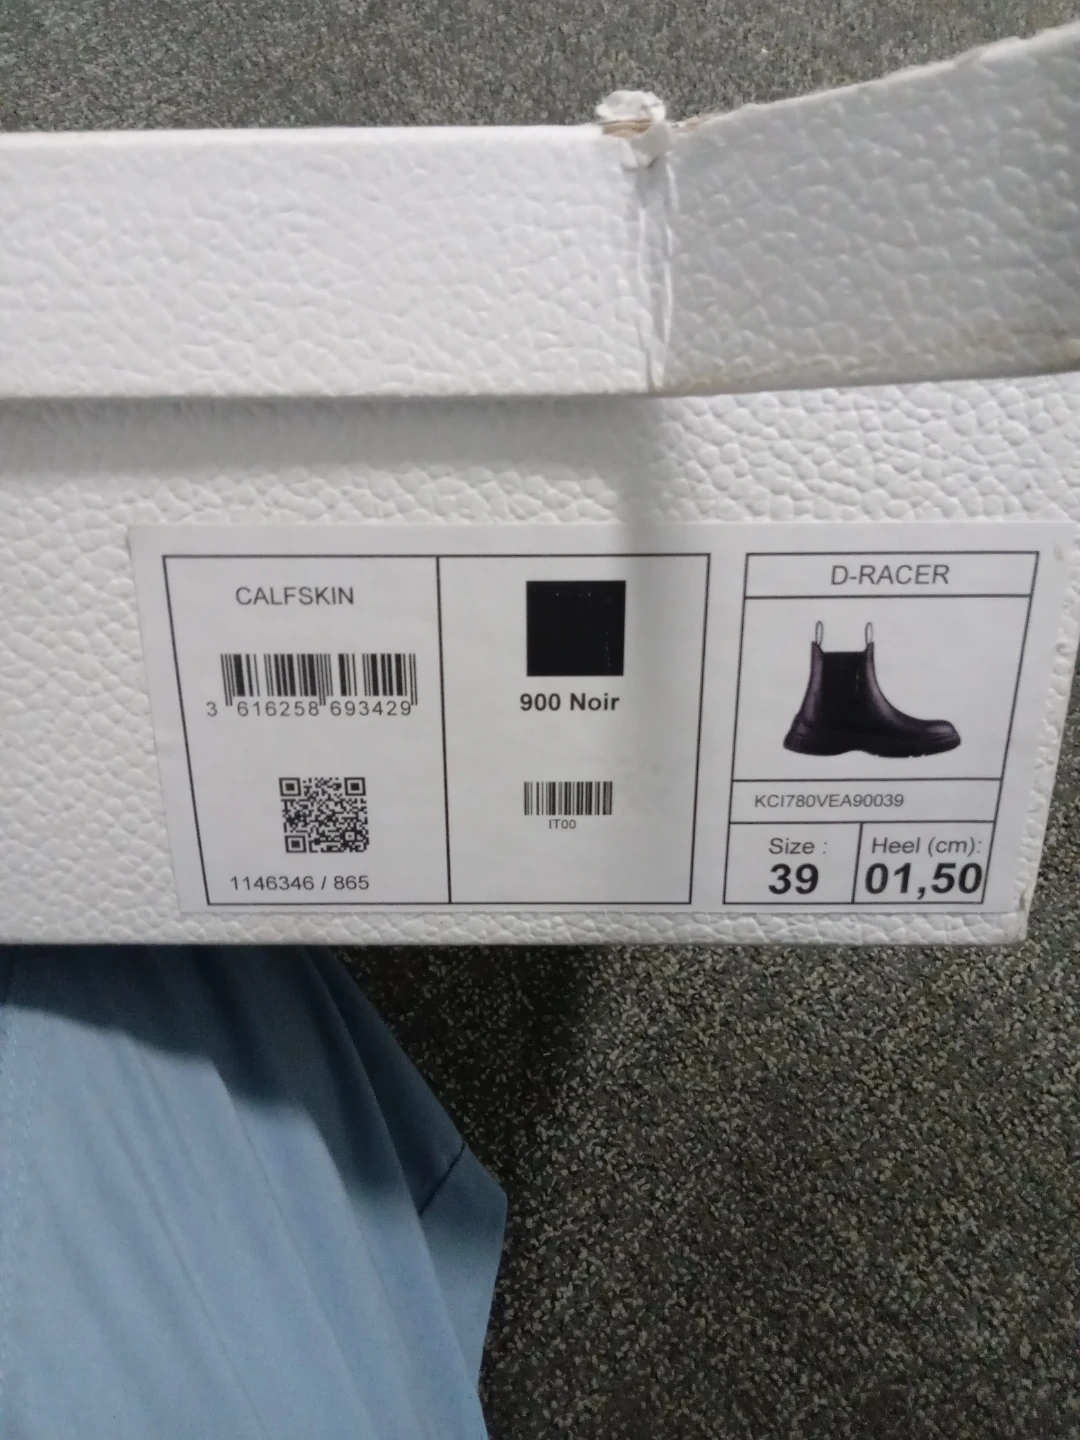 CALFSKIN
3 616258 693429
1146346 / 865
900 Noir
IT00
D-RACER
KCI780VEA90039
Size :
39
Heel (cm):
01,50